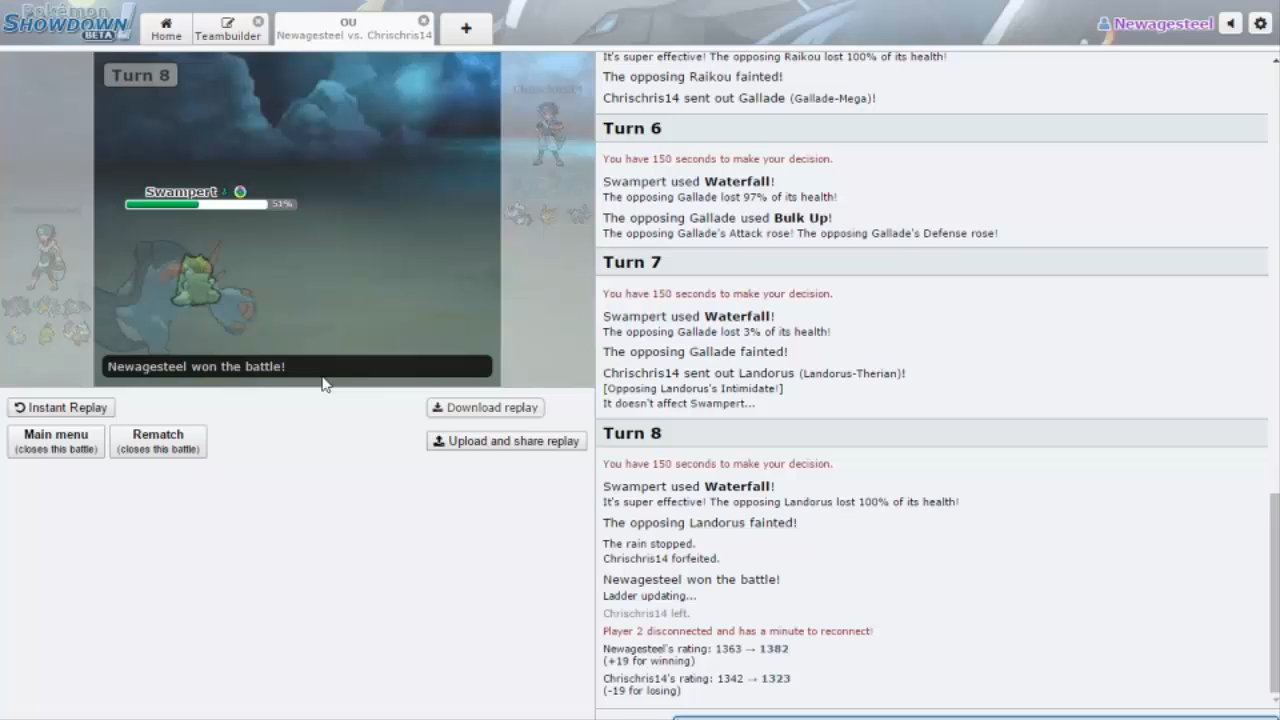 Pokémon
SHOWDOWN
BETA
Home
Teambuilder
OU
Newagesteel vs. Chrischris14
+
Newagesteel
Turn 8
Swampert
51%
Newagesteel won the battle!
Instant Replay
Download replay
Main menu
(closes this battle)
Rematch
(closes this battle)
Upload and share replay
It's super effective! The opposing Raikou lost 100% of its health!
The opposing Raikou fainted!
Chrischris14 sent out Gallade (Gallade-Mega)!
Turn 6
You have 150 seconds to make your decision.
Swampert used Waterfall!
The opposing Gallade lost 97% of its health!
The opposing Gallade used Bulk Up!
The opposing Gallade's Attack rose! The opposing Gallade's Defense rose!
Turn 7
You have 150 seconds to make your decision.
Swampert used Waterfall!
The opposing Gallade lost 3% of its health!
The opposing Gallade fainted!
Chrischris14 sent out Landorus (Landorus-Therian)!
[Opposing Landorus's Intimidate!]
It doesn't affect Swampert...
Turn 8
You have 150 seconds to make your decision.
Swampert used Waterfall!
It's super effective! The opposing Landorus lost 100% of its health!
The opposing Landorus fainted!
The rain stopped.
Chrischris14 forfeited.
Newagesteel won the battle!
Ladder updating...
Chrischris14 left.
Player 2 disconnected and has a minute to reconnect!
Newagesteel's rating: 1363 → 1382
(+19 for winning)
Chrischris14's rating: 1342 → 1323
(-19 for losing)